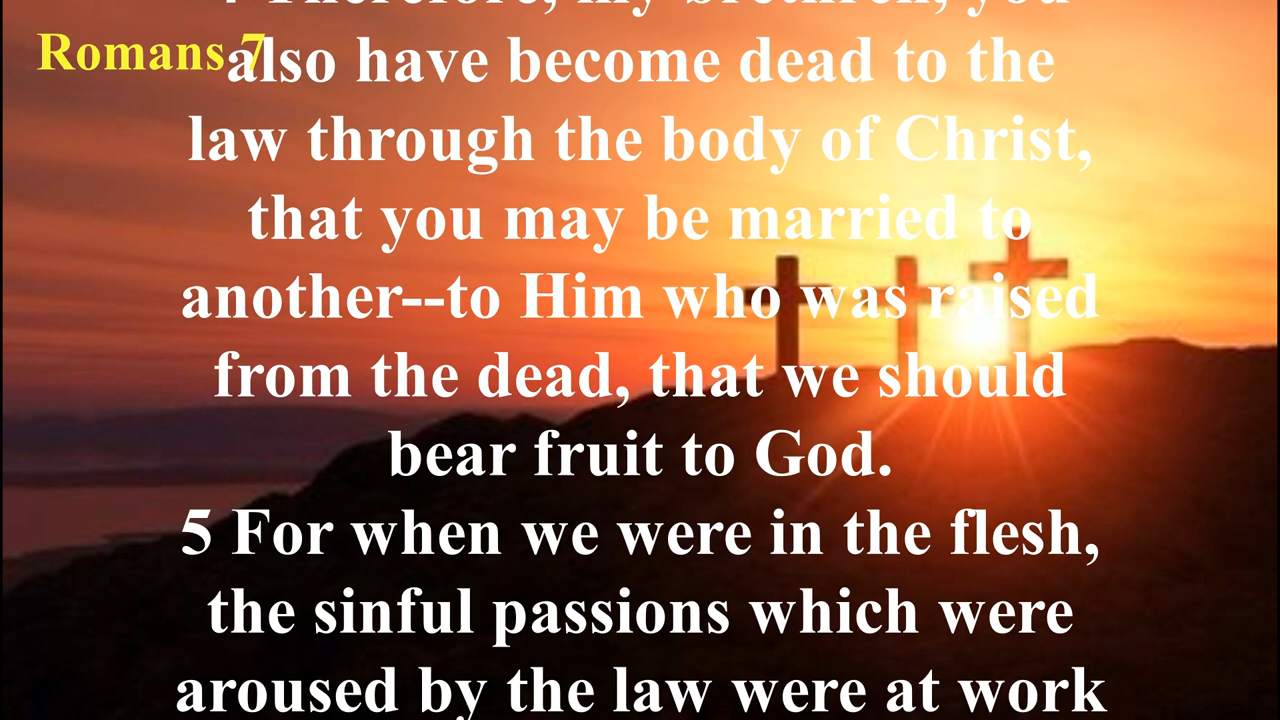 4 Therefore, my brethren, you
Romans 7
also have become dead to the
law through the body of Christ,
that you may be married to
another--to Him who was raised
from the dead, that we should
bear fruit to God.
5 For when we were in the flesh,
the sinful passions which were
aroused by the law were at work